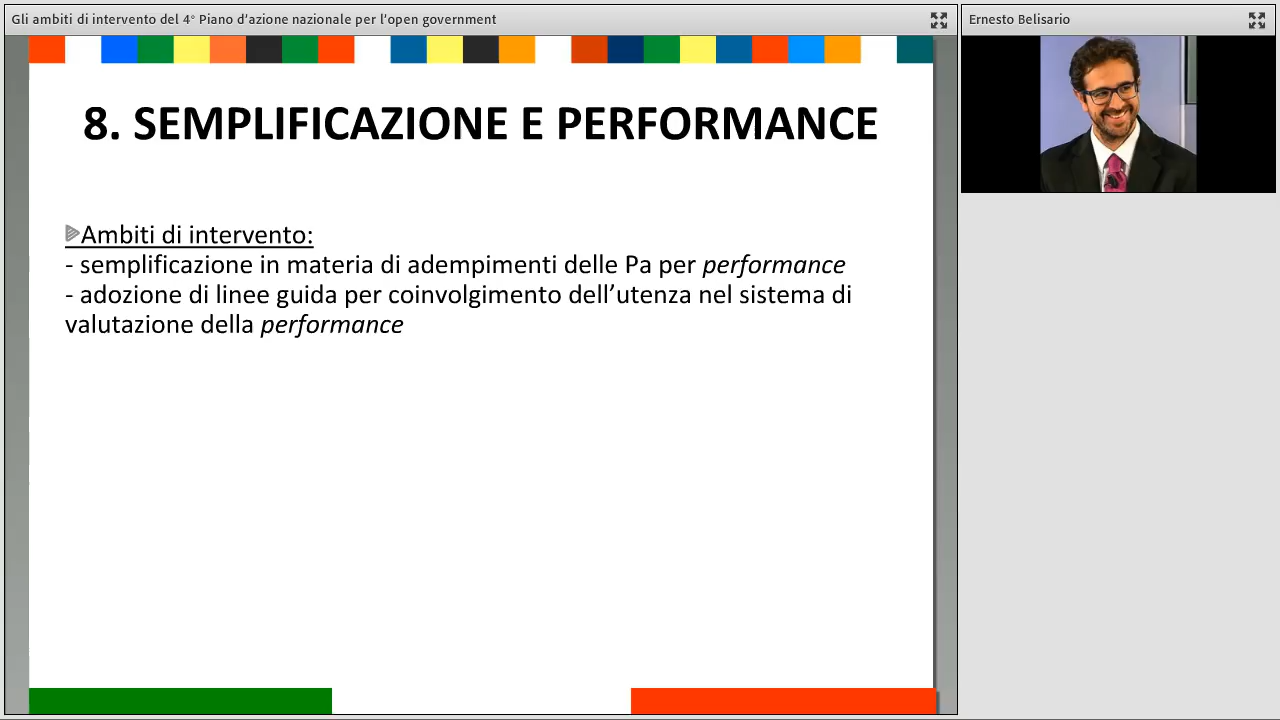 Gli ambiti di intervento del 4° Piano d'azione nazionale per l'open government
Ernesto Belisario
8. SEMPLIFICAZIONE E PERFORMANCE
Ambiti di intervento:
- semplificazione in materia di adempimenti delle Pa per performance
- adozione di linee guida per coinvolgimento dell’utenza nel sistema di
valutazione della performance